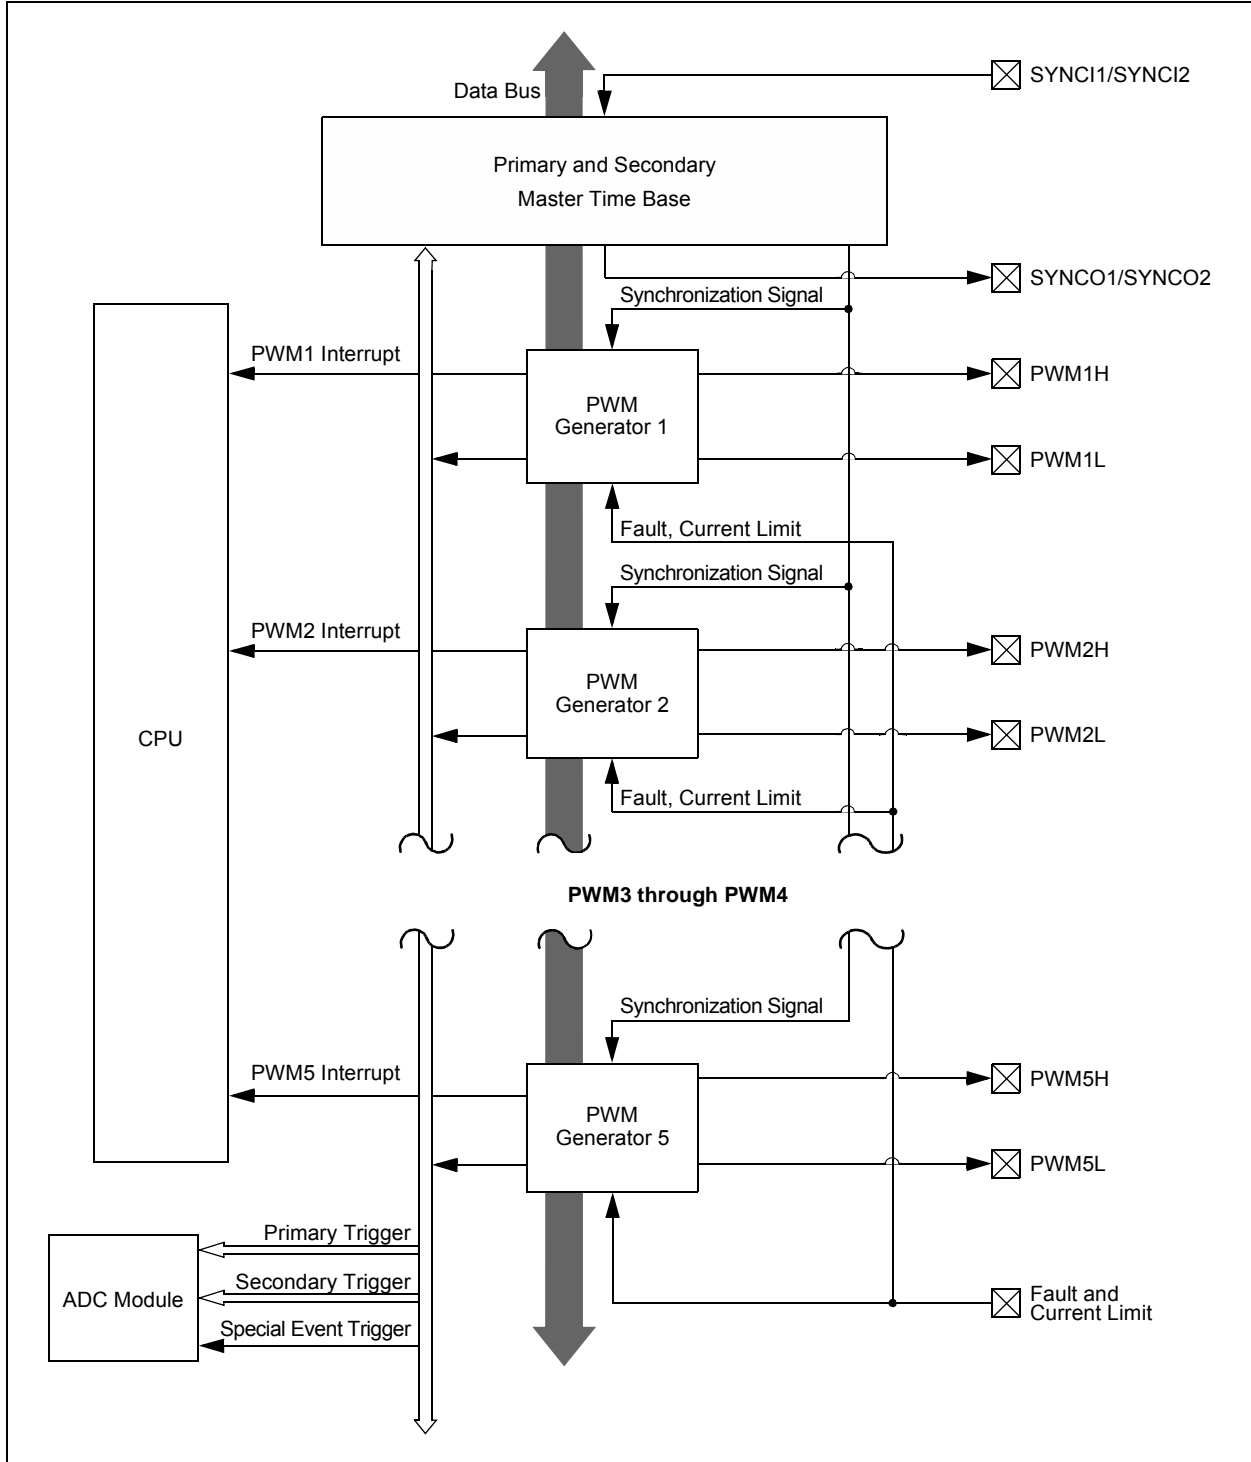 Data Bus
SYNCI1/SYNCI2
Primary and Secondary
Master Time Base
SYNCO1/SYNCO2
Synchronization Signal
PWM1 Interrupt
PWM
Generator 1
PWM1H
PWM1L
Fault, Current Limit
Synchronization Signal
PWM2 Interrupt
PWM
Generator 2
PWM2H
CPU
PWM2L
Fault, Current Limit
PWM3 through PWM4
Synchronization Signal
PWM5 Interrupt
PWM
Generator 5
PWM5H
PWM5L
Primary Trigger
ADC Module
Secondary Trigger
Special Event Trigger
Fault and
Current Limit